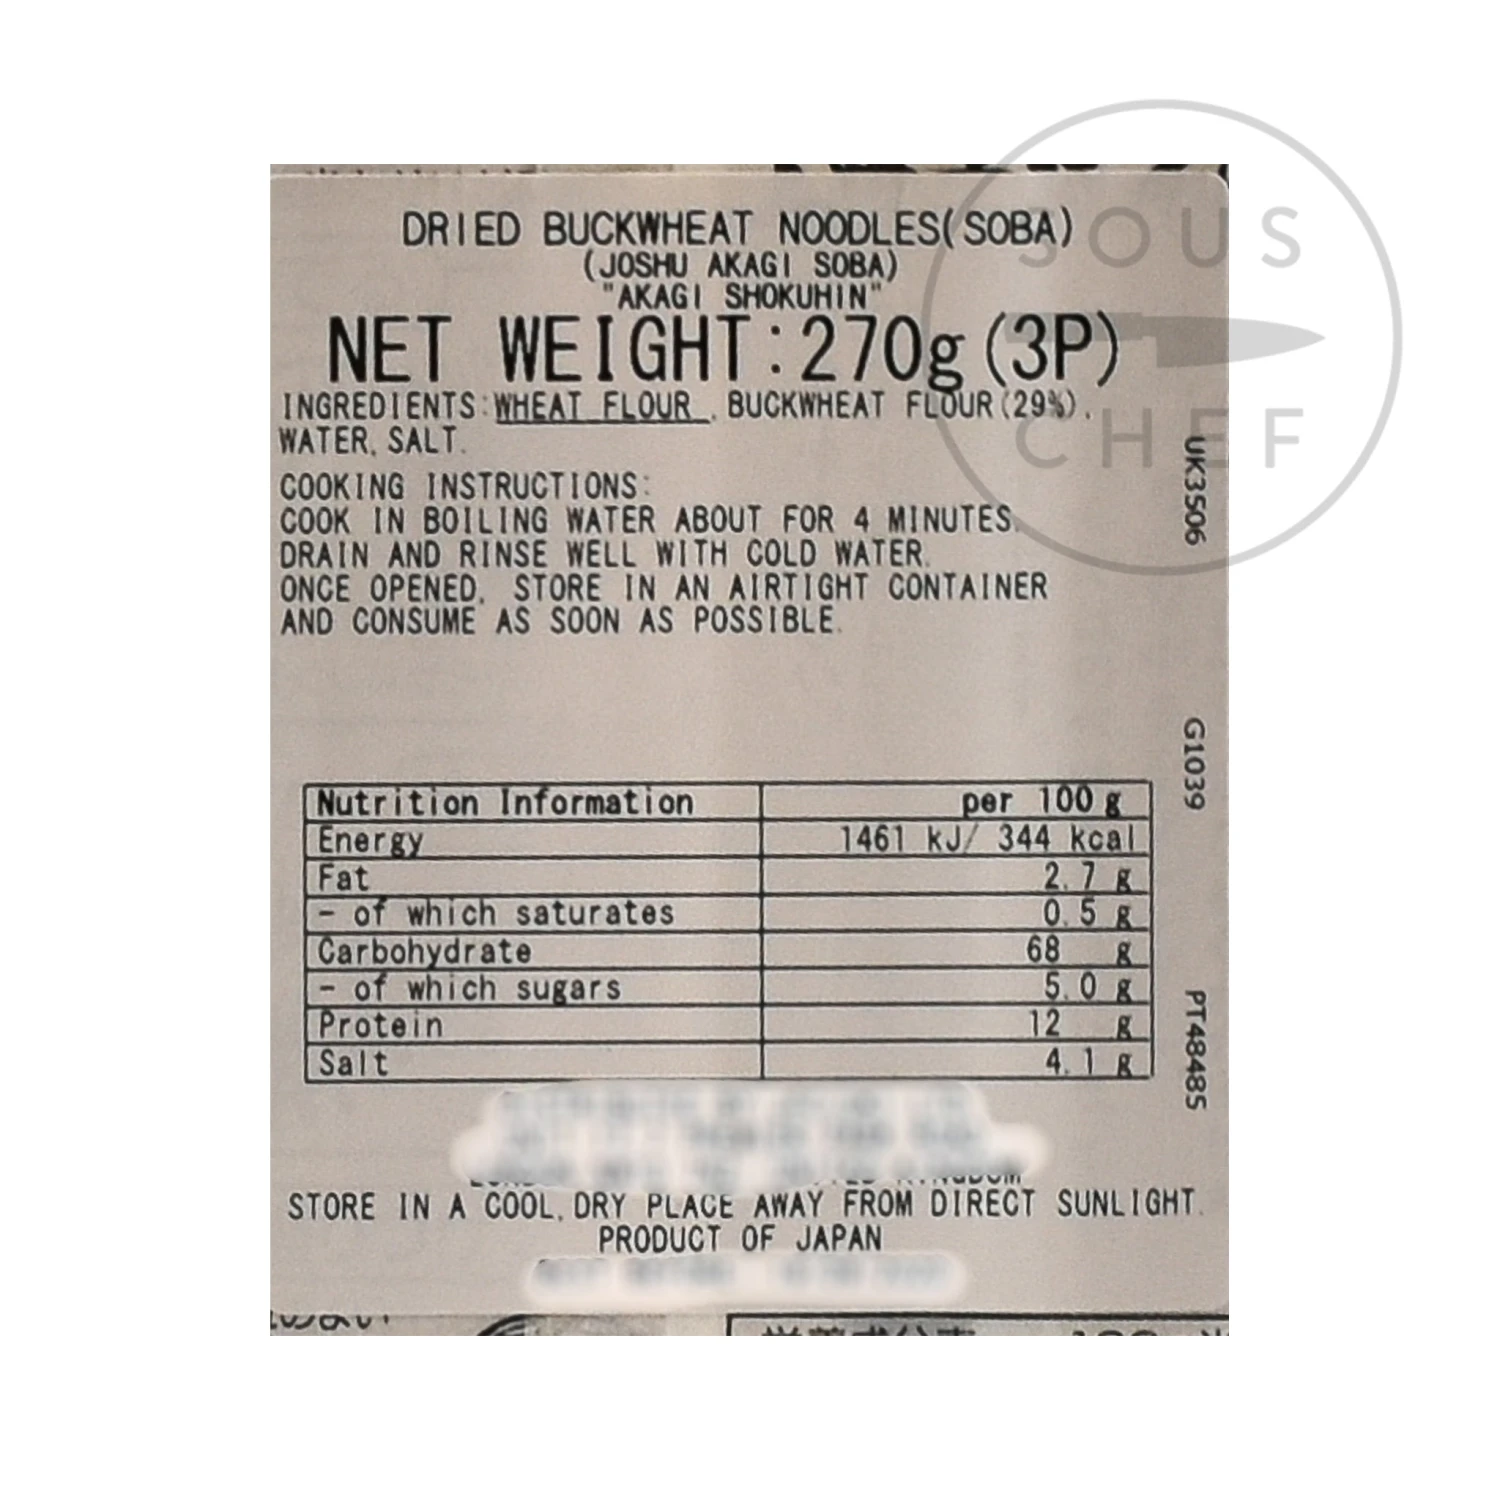 DRIED BUCKWHEAT NOODLES(SOBA)
(JOSHU AKAGI SOBA)
"AKAGI SHOKUHIN"
NET WEIGHT:270g(3P)
INGREDIENTS:WHEAT FLOUR , BUCKWHEAT FLOUR(29%),
WATER, SALT.
COOKING INSTRUCTIONS:
COOK IN BOILING WATER ABOUT FOR 4 MINUTES.
DRAIN AND RINSE WELL WITH COLD WATER.
ONCE OPENED, STORE IN AN AIRTIGHT CONTAINER
AND CONSUME AS SOON AS POSSIBLE.
Nutrition Information per 100 g
Energy 1461 kJ/ 344 kcal
Fat 2.7 g
- of which saturates 0.5 g
Carbohydrate 68 g
- of which sugars 5.0 g
Protein 12 g
Salt 4.1 g
STORE IN A COOL, DRY PLACE AWAY FROM DIRECT SUNLIGHT.
PRODUCT OF JAPAN
UK3506
G1039
PT48485
SOUS
CHEF